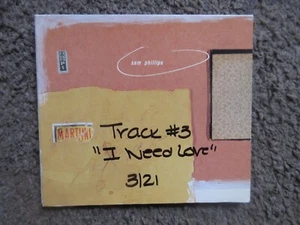 sam phillips
MARTINI
Track #3
"I Need Love"
3/21